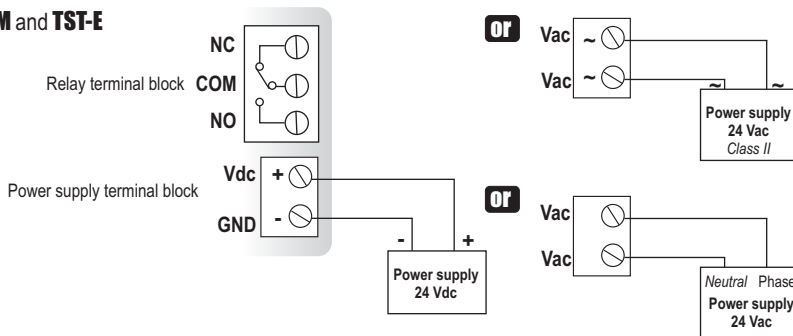 M and TST-E
NC
Relay terminal block COM
NO
Power supply terminal block
Vdc +
GND -
- +
Power supply
24 Vdc
or
Vac ~
Vac ~
~ ~
Power supply
24 Vac
Class II
or
Vac
Vac
Neutral Phase
Power supply
24 Vac